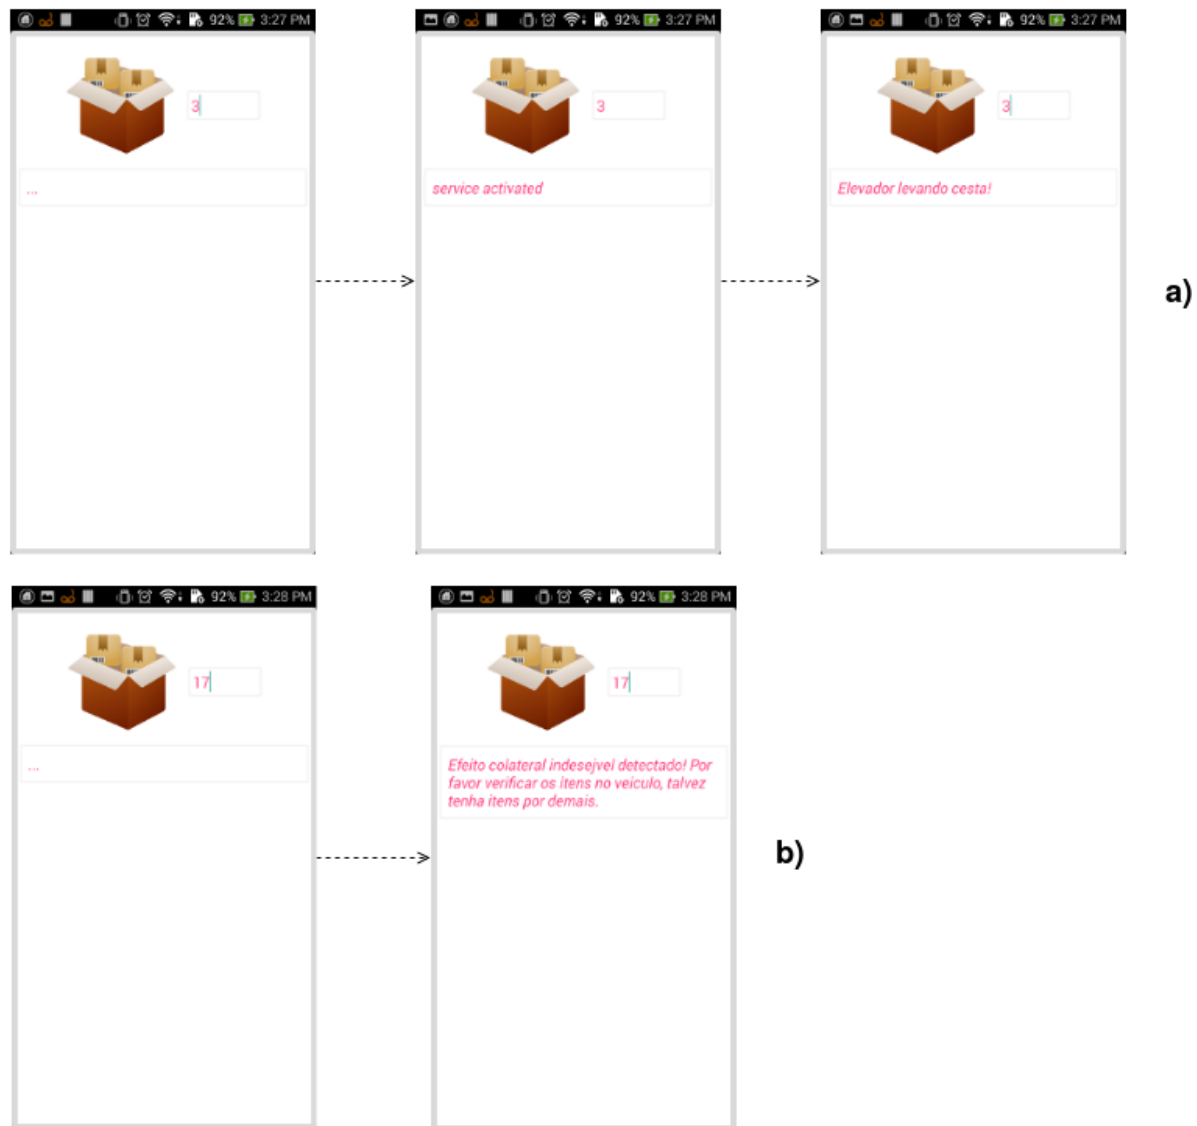 92% 3:27 PM
3
...
92% 3:27 PM
3
service activated
92% 3:27 PM
3
Elevador levando cesta!
a)
92% 3:28 PM
17
...
92% 3:28 PM
17
Efeito colateral indesejvel detectado! Por
favor verificar os itens no veiculo, talvez
tenha itens por demais.
b)